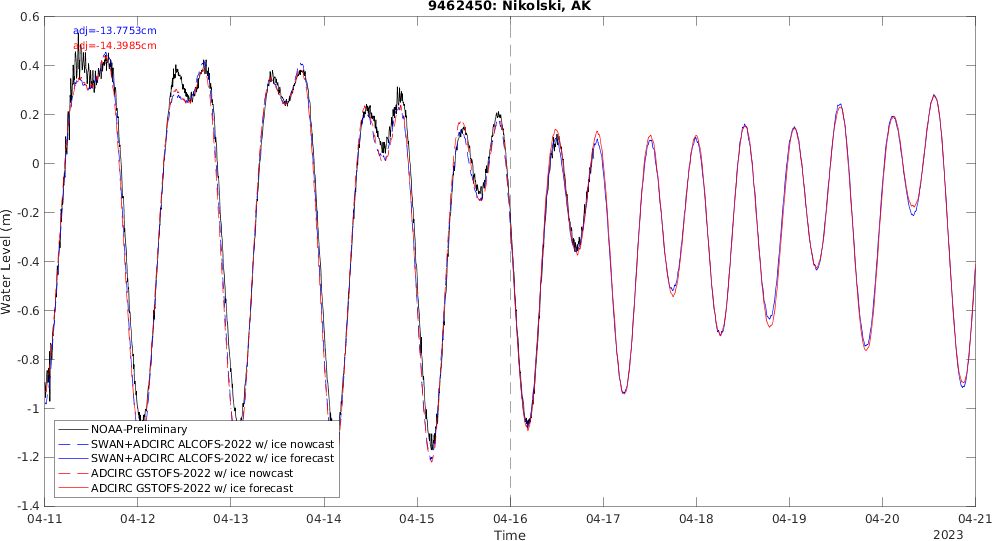 9462450: Nikolski, AK
adj=-13.7753cm
adj=-14.3985cm
0.6
0.4
0.2
0
-0.2
-0.4
-0.6
-0.8
-1
-1.2
-1.4
Water Level (m)
NOAA-Preliminary
SWAN+ADCIRC ALCOFS-2022 w/ ice nowcast
SWAN+ADCIRC ALCOFS-2022 w/ ice forecast
ADCIRC GSTOFS-2022 w/ ice nowcast
ADCIRC GSTOFS-2022 w/ ice forecast
04-11 04-12 04-13 04-14 04-15 04-16 04-17 04-18 04-19 04-20 04-21
Time
2023